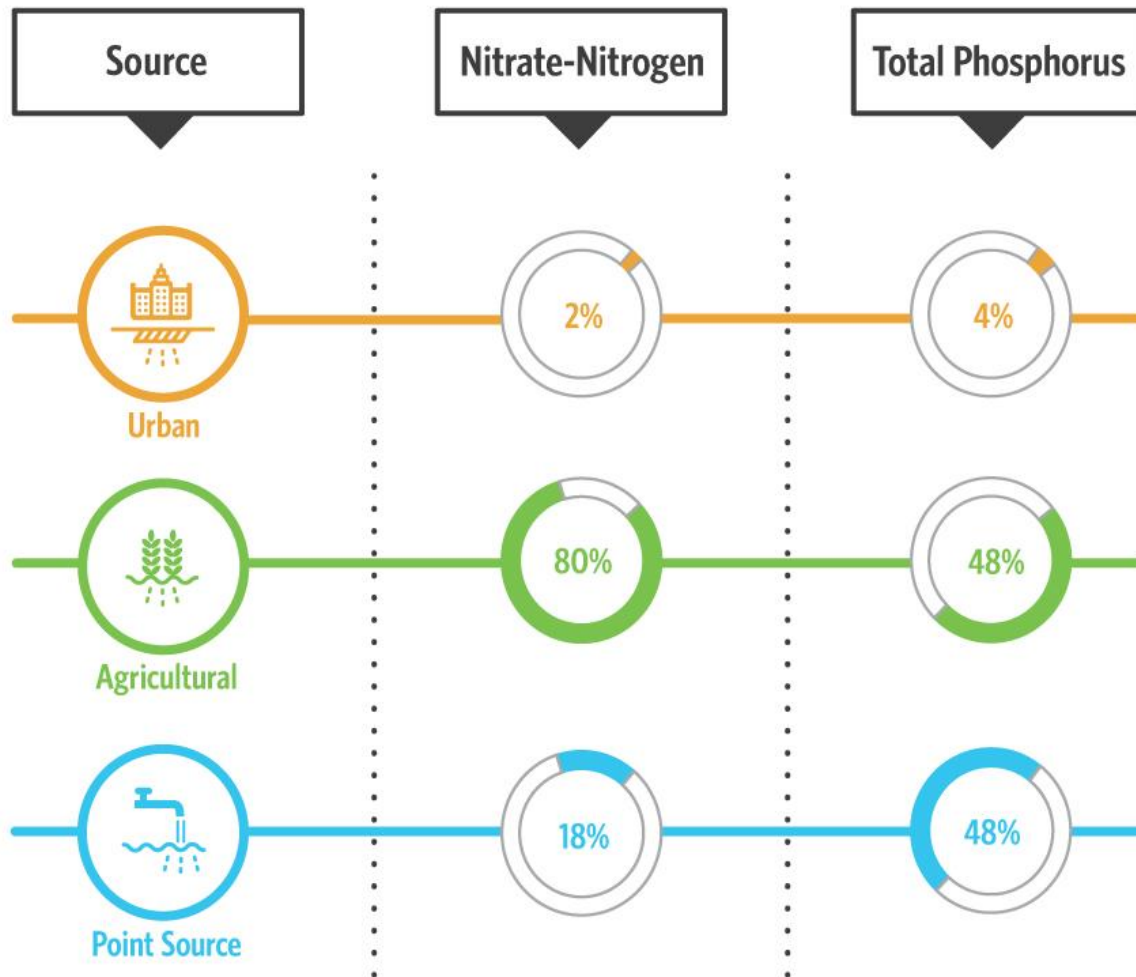 Source
Nitrate-Nitrogen
Total Phosphorus
2%
4%
Urban
80%
48%
Agricultural
18%
48%
Point Source